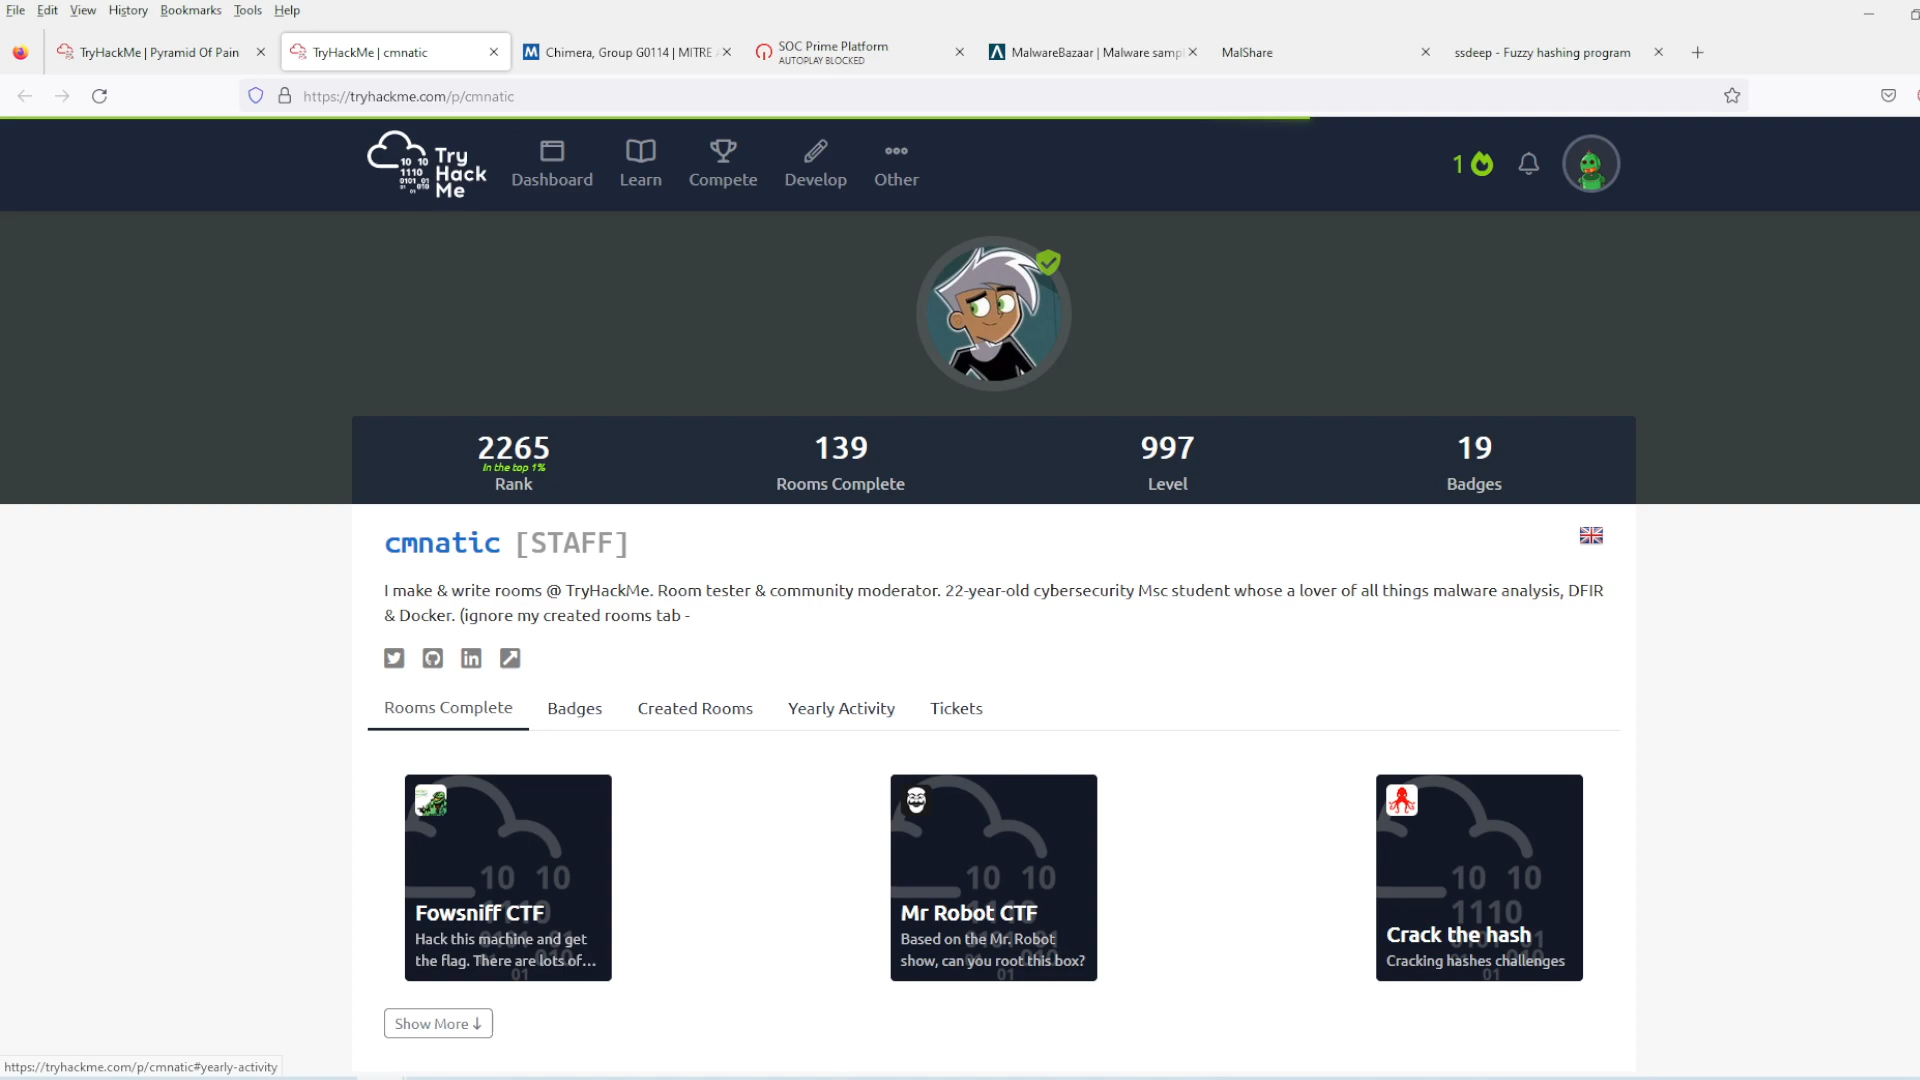 File Edit View History Bookmarks Tools Help
TryHackMe | Pyramid Of Pain
TryHackMe | cmnatic
Chimera, Group G0114 | MITRE
SOC Prime Platform
AUTOPLAY BLOCKED
MalwareBazaar | Malware sampl
MalShare
ssdeep - Fuzzy hashing program
https://tryhackme.com/p/cmnatic
Try Hack Me
Dashboard
Learn
Compete
Develop
Other
1
2265
In the top 1%
Rank
139
Rooms Complete
997
Level
19
Badges
cmnatic [STAFF]
I make & write rooms @ TryHackMe. Room tester & community moderator. 22-year-old cybersecurity Msc student whose a lover of all things malware analysis, DFIR
& Docker. (ignore my created rooms tab -
Rooms Complete Badges Created Rooms Yearly Activity Tickets
Fowsniff CTF
Hack this machine and get
the flag. There are lots of...
Mr Robot CTF
Based on the Mr. Robot
show, can you root this box?
Crack the hash
Cracking hashes challenges
Show More ↓
https://tryhackme.com/p/cmnatic#yearly-activity